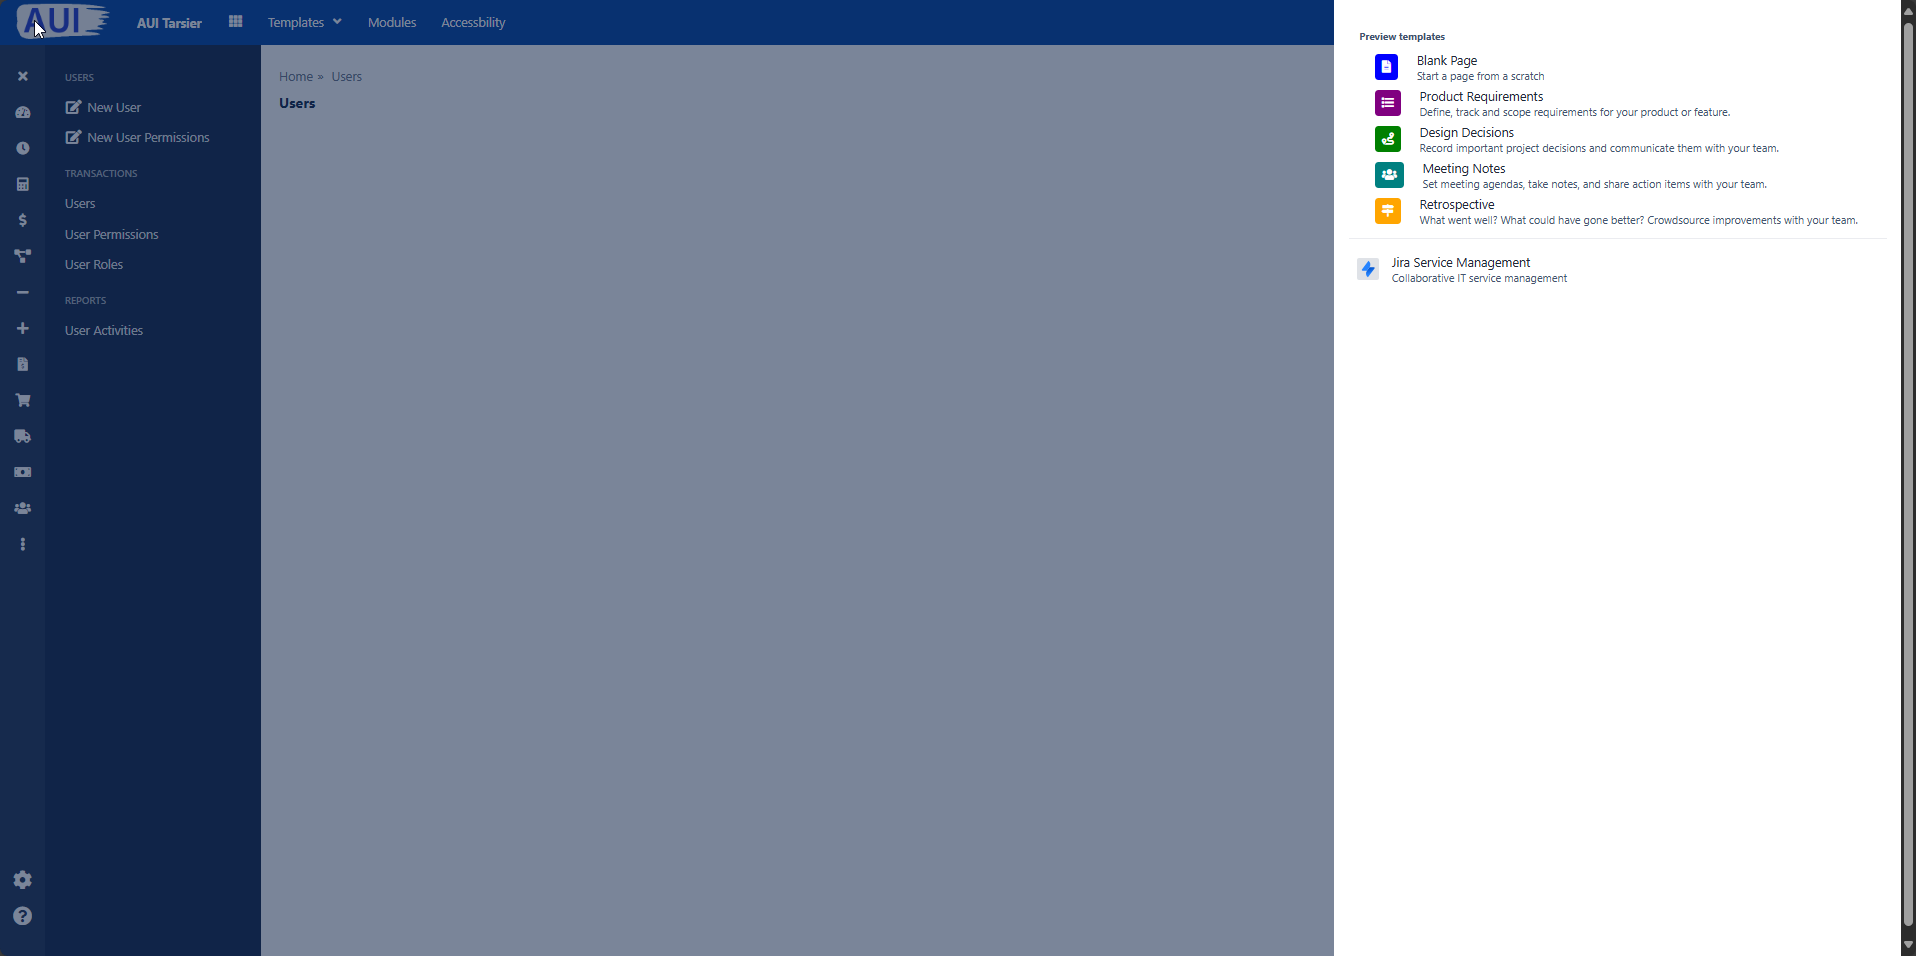 AUI
AUI Tarsier
Templates
Modules
Accessbility
USERS
New User
New User Permissions
TRANSACTIONS
Users
User Permissions
User Roles
REPORTS
User Activities
Home » Users
Users
Preview templates
Blank Page
Start a page from a scratch
Product Requirements
Define, track and scope requirements for your product or feature.
Design Decisions
Record important project decisions and communicate them with your team.
Meeting Notes
Set meeting agendas, take notes, and share action items with your team.
Retrospective
What went well? What could have gone better? Crowdsource improvements with your team.
Jira Service Management
Collaborative IT service management